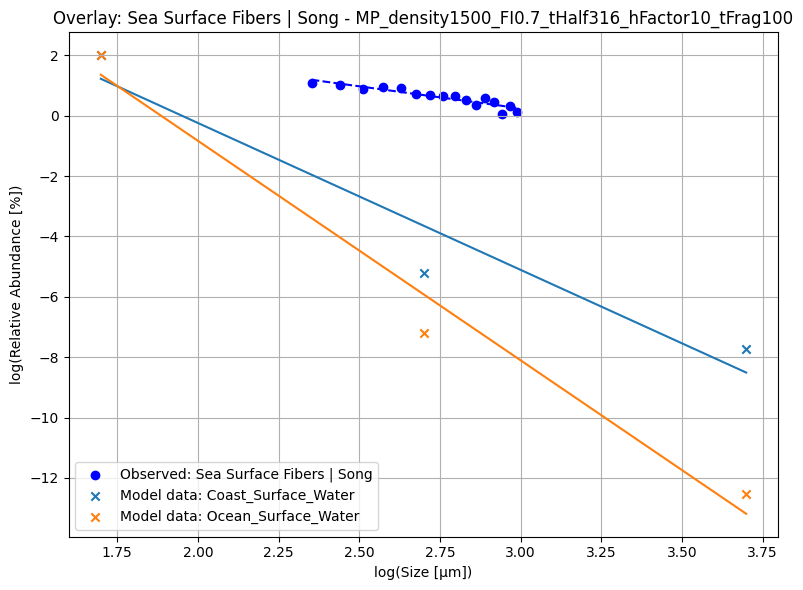 Overlay: Sea Surface Fibers | Song - MP_density1500_FI0.7_tHalf316_hFactor10_tFrag100
log(Relative Abundance [%])
2
0
−2
−4
−6
−8
−10
−12
Observed: Sea Surface Fibers | Song
Model data: Coast_Surface_Water
Model data: Ocean_Surface_Water
1.75 2.00 2.25 2.50 2.75 3.00 3.25 3.50 3.75
log(Size [µm])